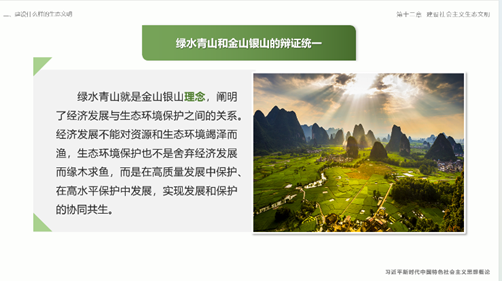 二、建设什么样的生态文明
第十二章 建设社会主义生态文明
绿水青山和金山银山的辩证统一
绿水青山就是金山银山理念，阐明
了经济发展与生态环境保护之间的关系。
经济发展不能对资源和生态环境竭泽而
渔，生态环境保护也不是舍弃经济发展
而缘木求鱼，而是在高质量发展中保护、
在高水平保护中发展，实现发展和保护
的协同共生。
习近平新时代中国特色社会主义思想概论